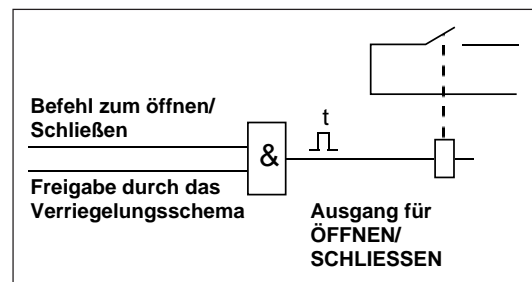 Befehl zum öffnen/
Schließen
&
t
Freigabe durch das
Verriegelungsschema
Ausgang für
ÖFFNEN/
SCHLIESSEN